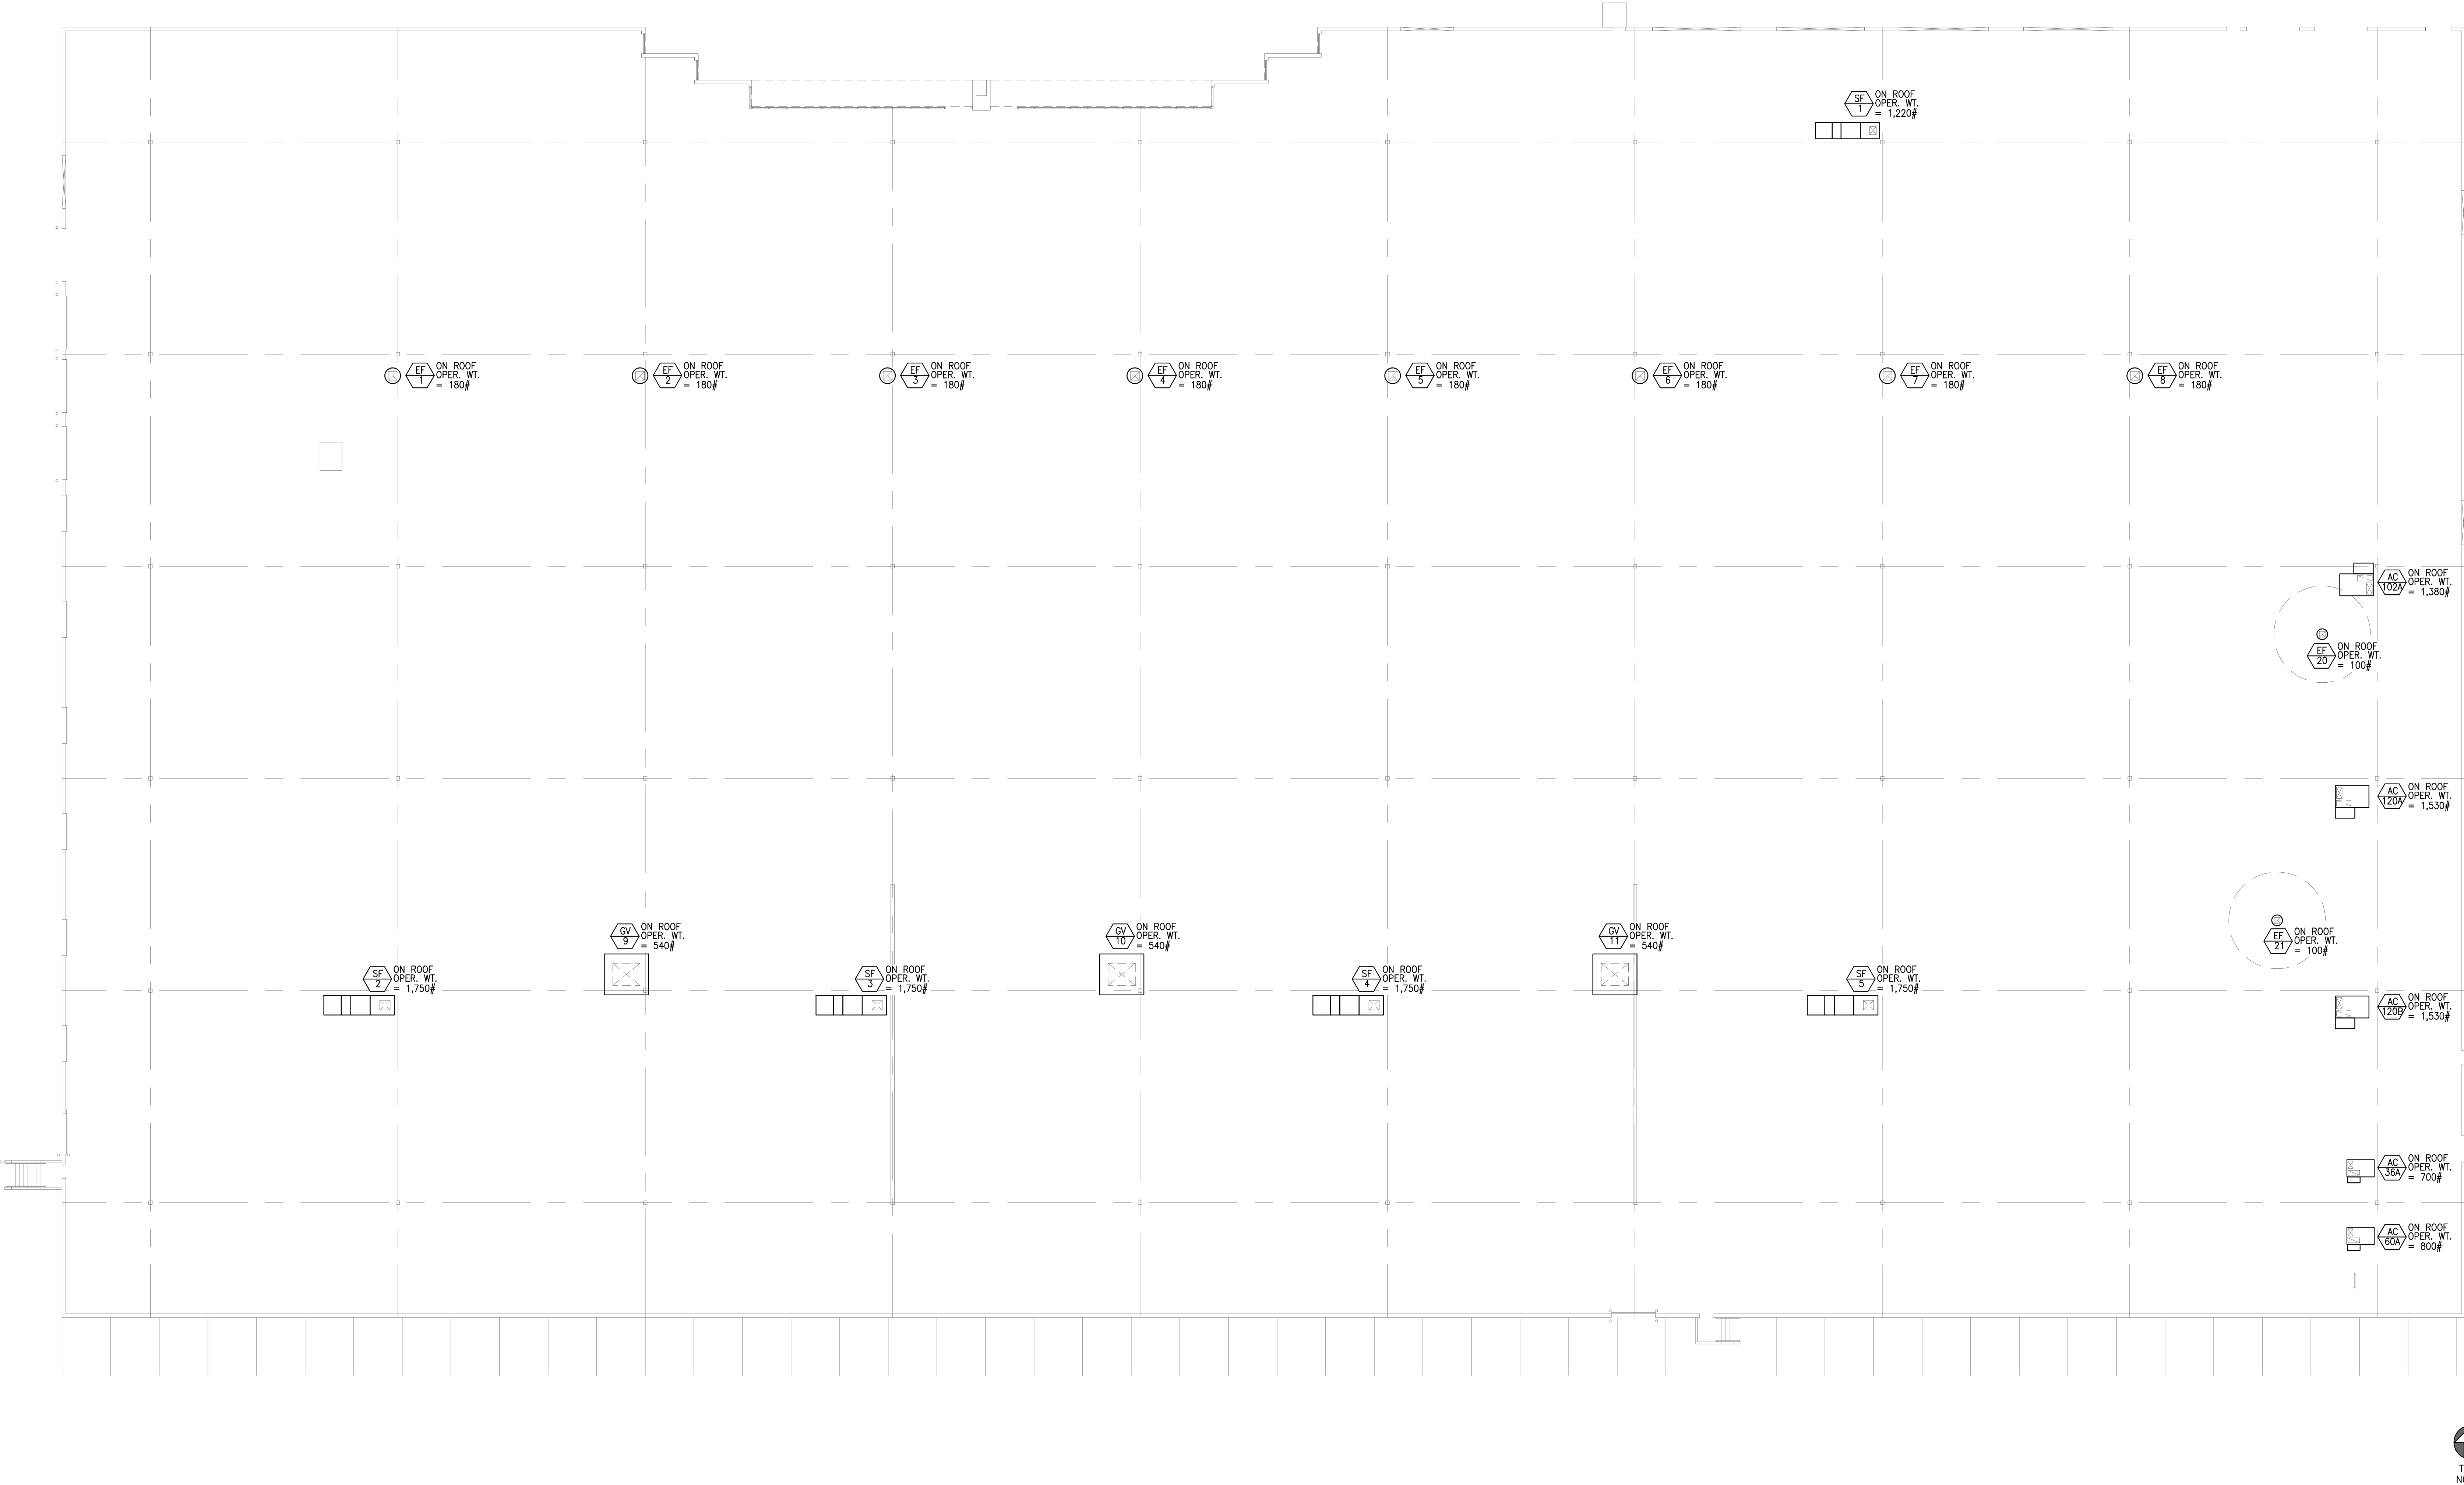 SF
1
ON ROOF
OPER. WT.
= 1,220#
EF
1
ON ROOF
OPER. WT.
= 180#
EF
2
ON ROOF
OPER. WT.
= 180#
EF
3
ON ROOF
OPER. WT.
= 180#
EF
4
ON ROOF
OPER. WT.
= 180#
EF
5
ON ROOF
OPER. WT.
= 180#
EF
6
ON ROOF
OPER. WT.
= 180#
EF
7
ON ROOF
OPER. WT.
= 180#
EF
8
ON ROOF
OPER. WT.
= 180#
AC
102A
ON ROOF
OPER. WT.
= 1,380#
EF
20
ON ROOF
OPER. WT.
= 100#
AC
120A
ON ROOF
OPER. WT.
= 1,530#
GV
9
ON ROOF
OPER. WT.
= 540#
GV
10
ON ROOF
OPER. WT.
= 540#
GV
11
ON ROOF
OPER. WT.
= 540#
EF
21
ON ROOF
OPER. WT.
= 100#
SF
2
ON ROOF
OPER. WT.
= 1,750#
SF
3
ON ROOF
OPER. WT.
= 1,750#
SF
4
ON ROOF
OPER. WT.
= 1,750#
SF
5
ON ROOF
OPER. WT.
= 1,750#
AC
120B
ON ROOF
OPER. WT.
= 1,530#
AC
36A
ON ROOF
OPER. WT.
= 700#
AC
60A
ON ROOF
OPER. WT.
= 800#